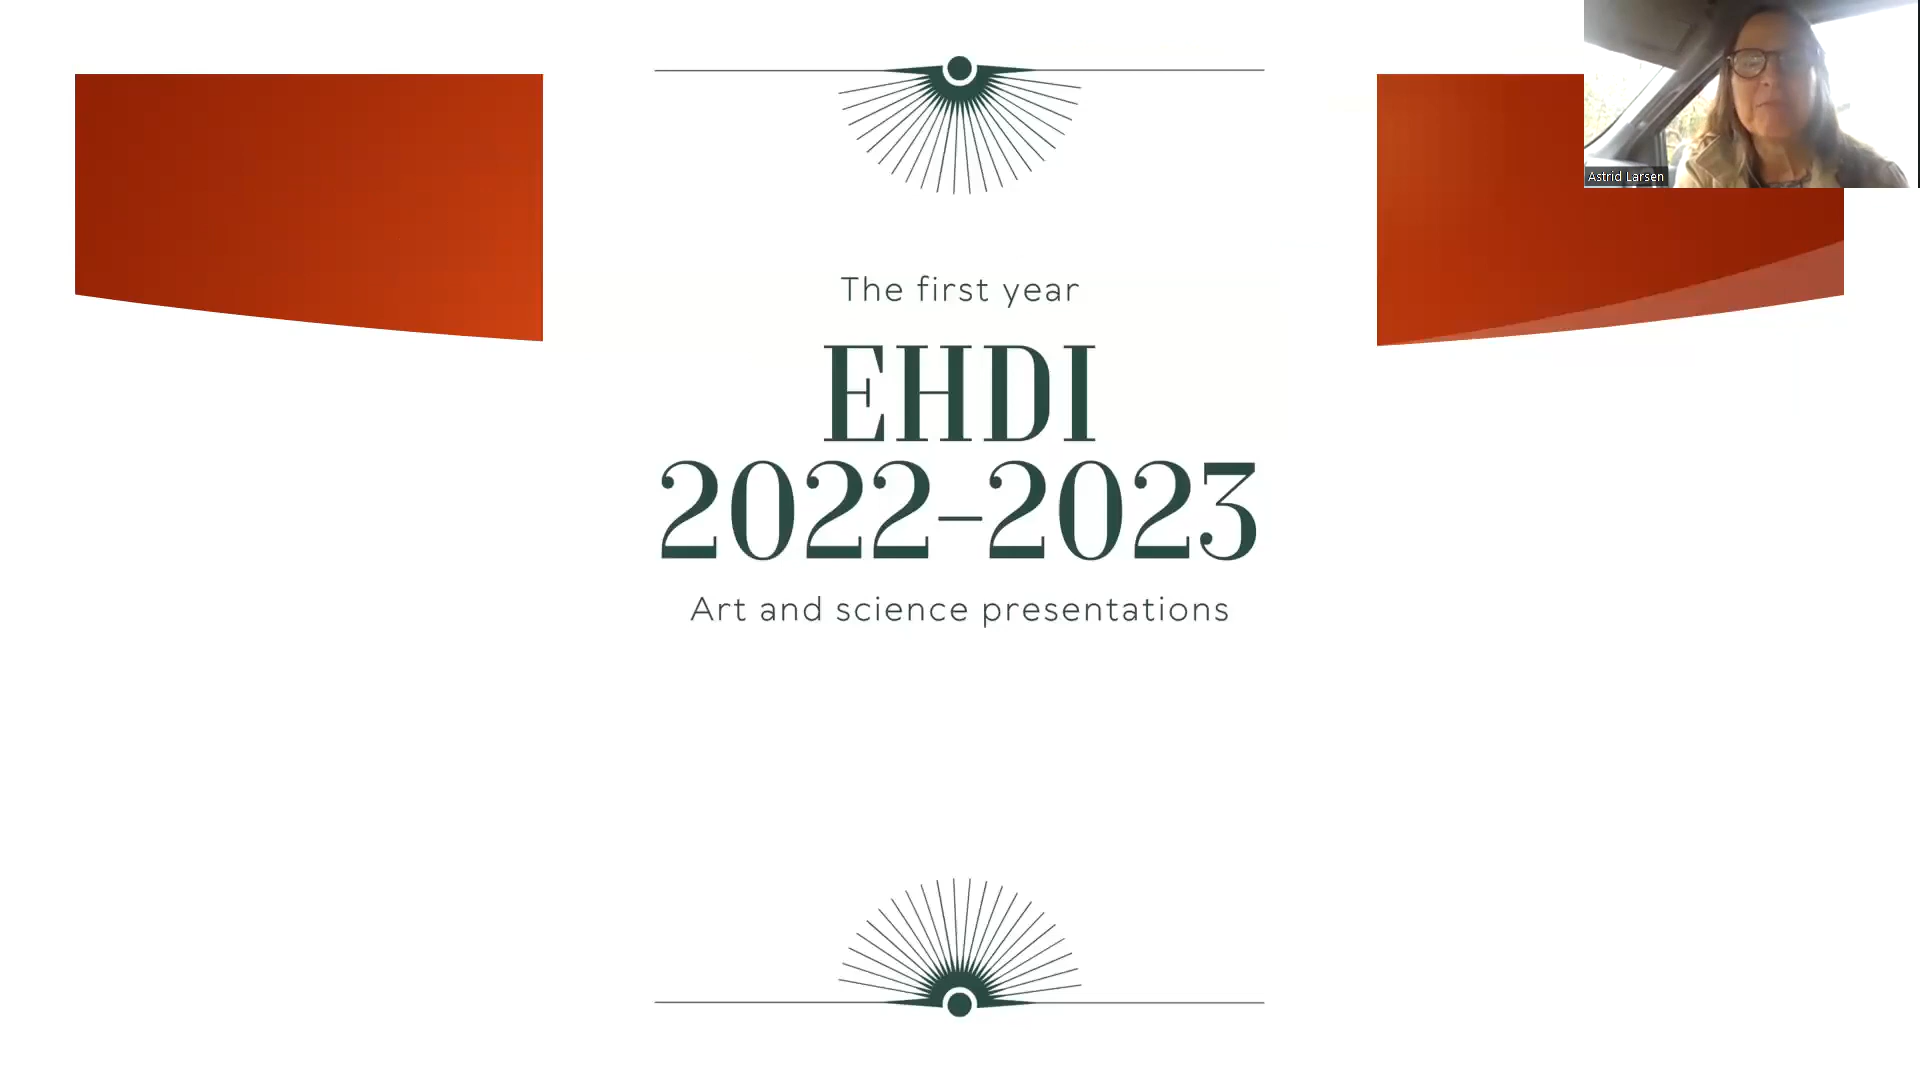 The first year
EHDI
2022-2023
Art and science presentations
Astrid Larsen